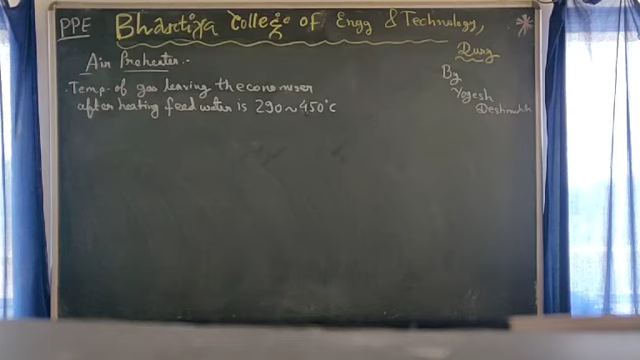 PPE Bhartiya College of Engg & Technology,
Durg
By
Yogesh
Deshmukh
Air Preheater:-
Temp. of gas leaving the economiser
after heating feed water is 290~450°C